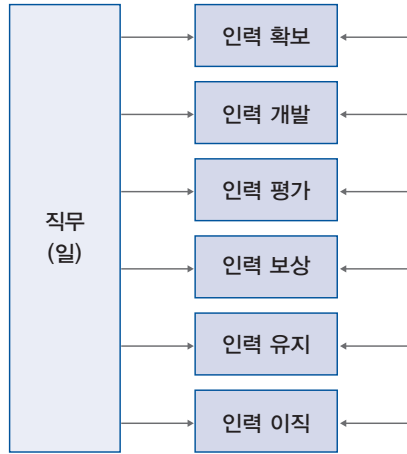 직무
(일)
인력 확보
인력 개발
인력 평가
인력 보상
인력 유지
인력 이직